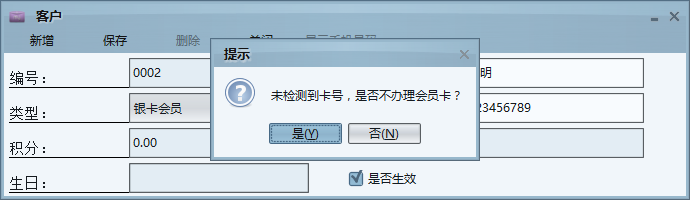 客户
新增 保存 删除
提示
编号： 0002 明
未检测到卡号，是否不办理会员卡？
类型： 银卡会员 23456789
是(Y) 否(N)
积分： 0.00
生日： 是否生效